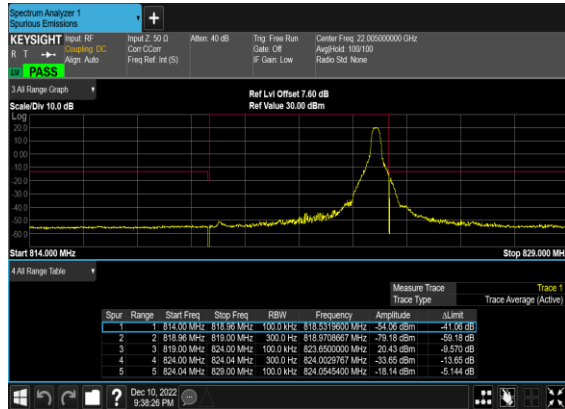 Spectrum Analyzer 1
Spurious Emissions
KEYSIGHT Input: RF Input Z: 50 Ω Atten: 40 dB Trig: Free Run Center Freq: 22.005000000 GHz
R T Coupling: DC Corr CCorr Gate: Off Avg|Hold: 100/100
Align: Auto Freq Ref: Int (S) IF Gain: Low Radio Std: None
PASS
3 All Range Graph
Ref Lvl Offset 7.60 dB
Scale/Div 10.0 dB Ref Value 30.00 dBm
Log
20.0
10.0
0.00
-10.0
-20.0
-30.0
-40.0
-50.0
-60.0
Start 814.000 MHz Stop 829.000 MH
4 All Range Table
Measure Trace Trace 1
Trace Type Trace Average (Active)
Spur Range Start Freq Stop Freq RBW Frequency Amplitude ΔLimit
1 1 814.00 MHz 818.96 MHz 100.0 kHz 818.5319600 MHz -54.06 dBm -41.06 dB
2 2 818.96 MHz 819.00 MHz 300.0 Hz 818.9708667 MHz -79.18 dBm -59.18 dB
3 3 819.00 MHz 824.00 MHz 100.0 kHz 823.6500000 MHz 20.43 dBm -9.570 dB
4 4 824.00 MHz 824.04 MHz 300.0 Hz 824.0029767 MHz -33.65 dBm -13.65 dB
5 5 824.04 MHz 829.00 MHz 100.0 kHz 824.0545400 MHz -18.14 dBm -5.144 dB
? Dec 10, 2022
9:38:26 PM